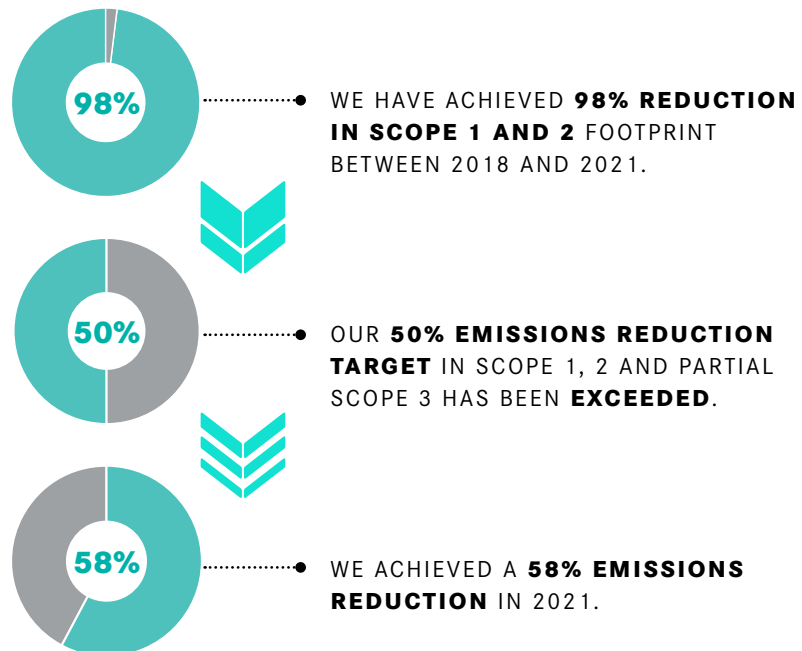 98%
WE HAVE ACHIEVED 98% REDUCTION
IN SCOPE 1 AND 2 FOOTPRINT
BETWEEN 2018 AND 2021.
50%
OUR 50% EMISSIONS REDUCTION
TARGET IN SCOPE 1, 2 AND PARTIAL
SCOPE 3 HAS BEEN EXCEEDED.
58%
WE ACHIEVED A 58% EMISSIONS
REDUCTION IN 2021.